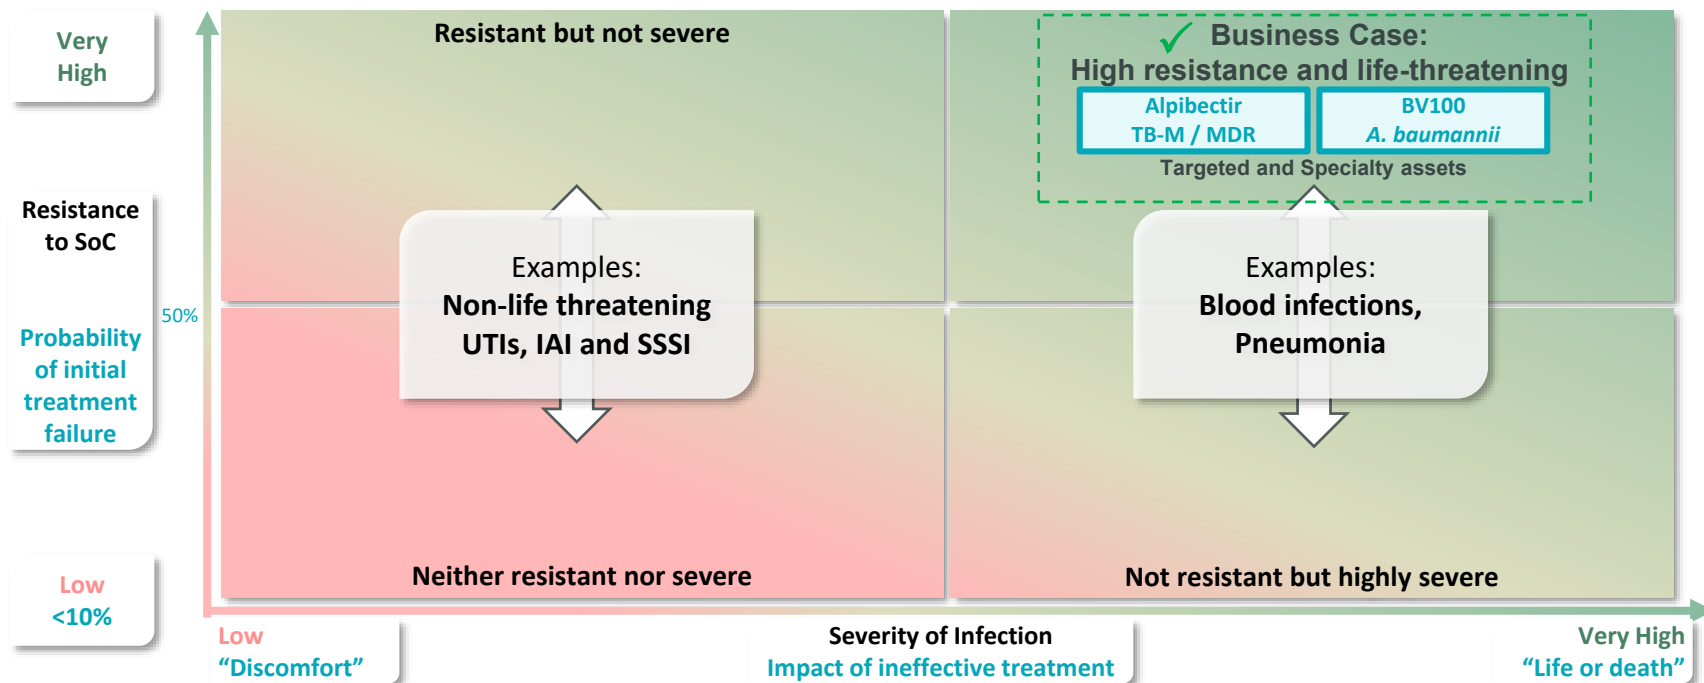 Very
High
Resistance
to SoC
Probability
of initial
treatment
failure
50%
Low
<10%
Resistant but not severe
✓ Business Case:
High resistance and life-threatening
Alpibectir
TB-M / MDR
BV100
A. baumannii
Targeted and Specialty assets
Examples:
Non-life threatening
UTIs, IAI and SSSI
Examples:
Blood infections,
Pneumonia
Neither resistant nor severe
Not resistant but highly severe
Low
“Discomfort”
Severity of Infection
Impact of ineffective treatment
Very High
“Life or death”